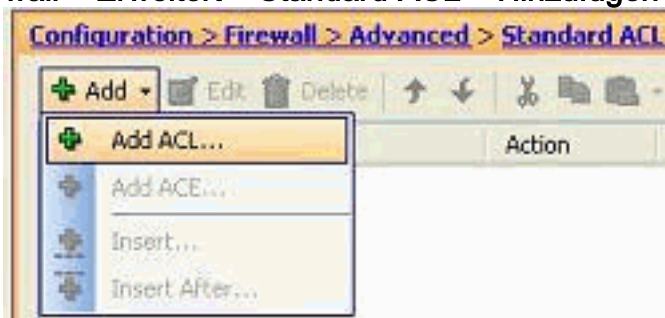 Configuration > Firewall > Advanced > Standard ACL
Add Edit Delete
Add ACL... Action
Add ACE...
Insert...
Insert After...